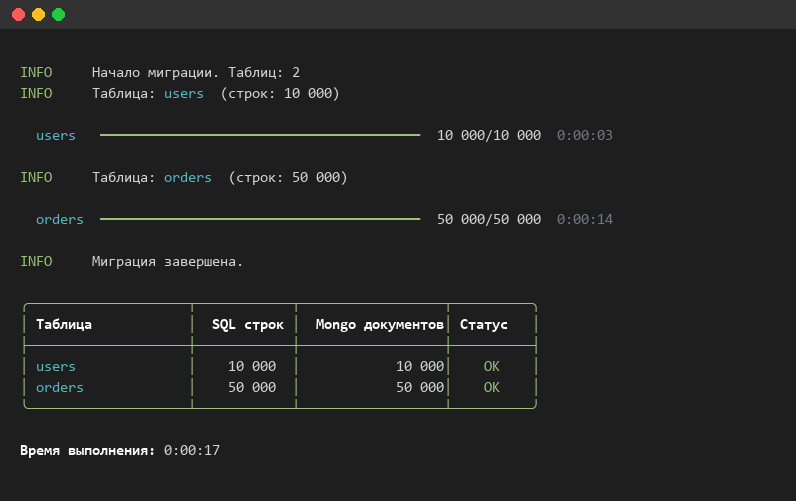 INFO     Начало миграции. Таблиц: 2
INFO     Таблица: users  (строк: 10 000)
users   10 000/10 000  0:00:03
INFO     Таблица: orders  (строк: 50 000)
orders  50 000/50 000  0:00:14
INFO     Миграция завершена.
Таблица  SQL строк  Mongo документов  Статус
users  10 000  10 000  OK
orders  50 000  50 000  OK
Время выполнения: 0:00:17